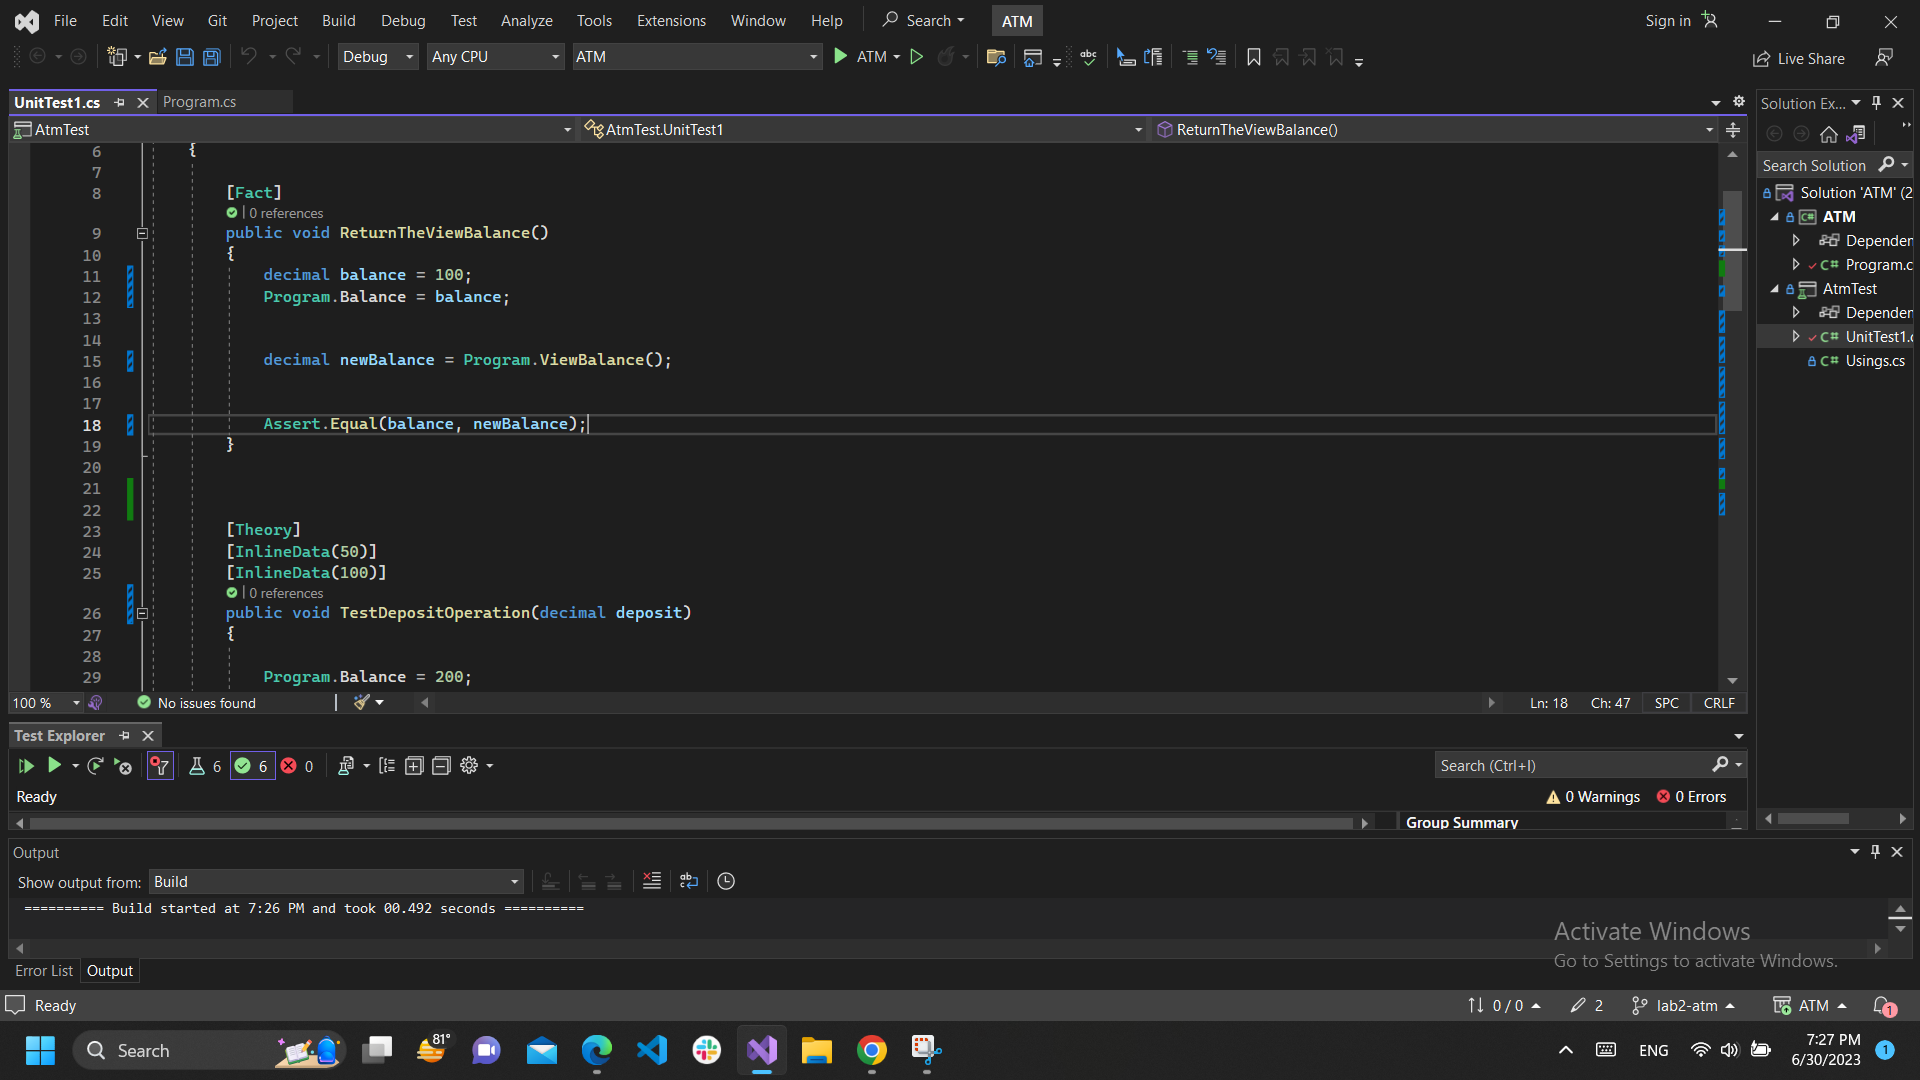 File Edit View Git Project Build Debug Test Analyze Tools Extensions Window Help Search ATM Sign in
Debug Any CPU ATM ATM Live Share
UnitTest1.cs Program.cs
AtmTest AtmTest.UnitTest1 ReturnTheViewBalance()
6 {
7
8 [Fact]
0 references
9 public void ReturnTheViewBalance()
10 {
11 decimal balance = 100;
12 Program.Balance = balance;
13
14
15 decimal newBalance = Program.ViewBalance();
16
17
18 Assert.Equal(balance, newBalance);
19 }
20
21
22
23 [Theory]
24 [InlineData(50)]
25 [InlineData(100)]
0 references
26 public void TestDepositOperation(decimal deposit)
27 {
28
29 Program.Balance = 200;
100 % No issues found Ln: 18 Ch: 47 SPC CRLF
Solution Ex...
Search Solution
Solution 'ATM' (2
C# ATM
Dependen
C# Program.c
AtmTest
Dependen
C# UnitTest1.c
C# Usings.cs
Test Explorer
6 6 0 Search (Ctrl+I)
Ready 0 Warnings 0 Errors
Group Summary
Output
Show output from: Build
========== Build started at 7:26 PM and took 00.492 seconds ==========
Activate Windows
Go to Settings to activate Windows.
Error List Output
Ready 0 / 0 2 lab2-atm ATM 1
Search 81° ENG 7:27 PM
6/30/2023 1